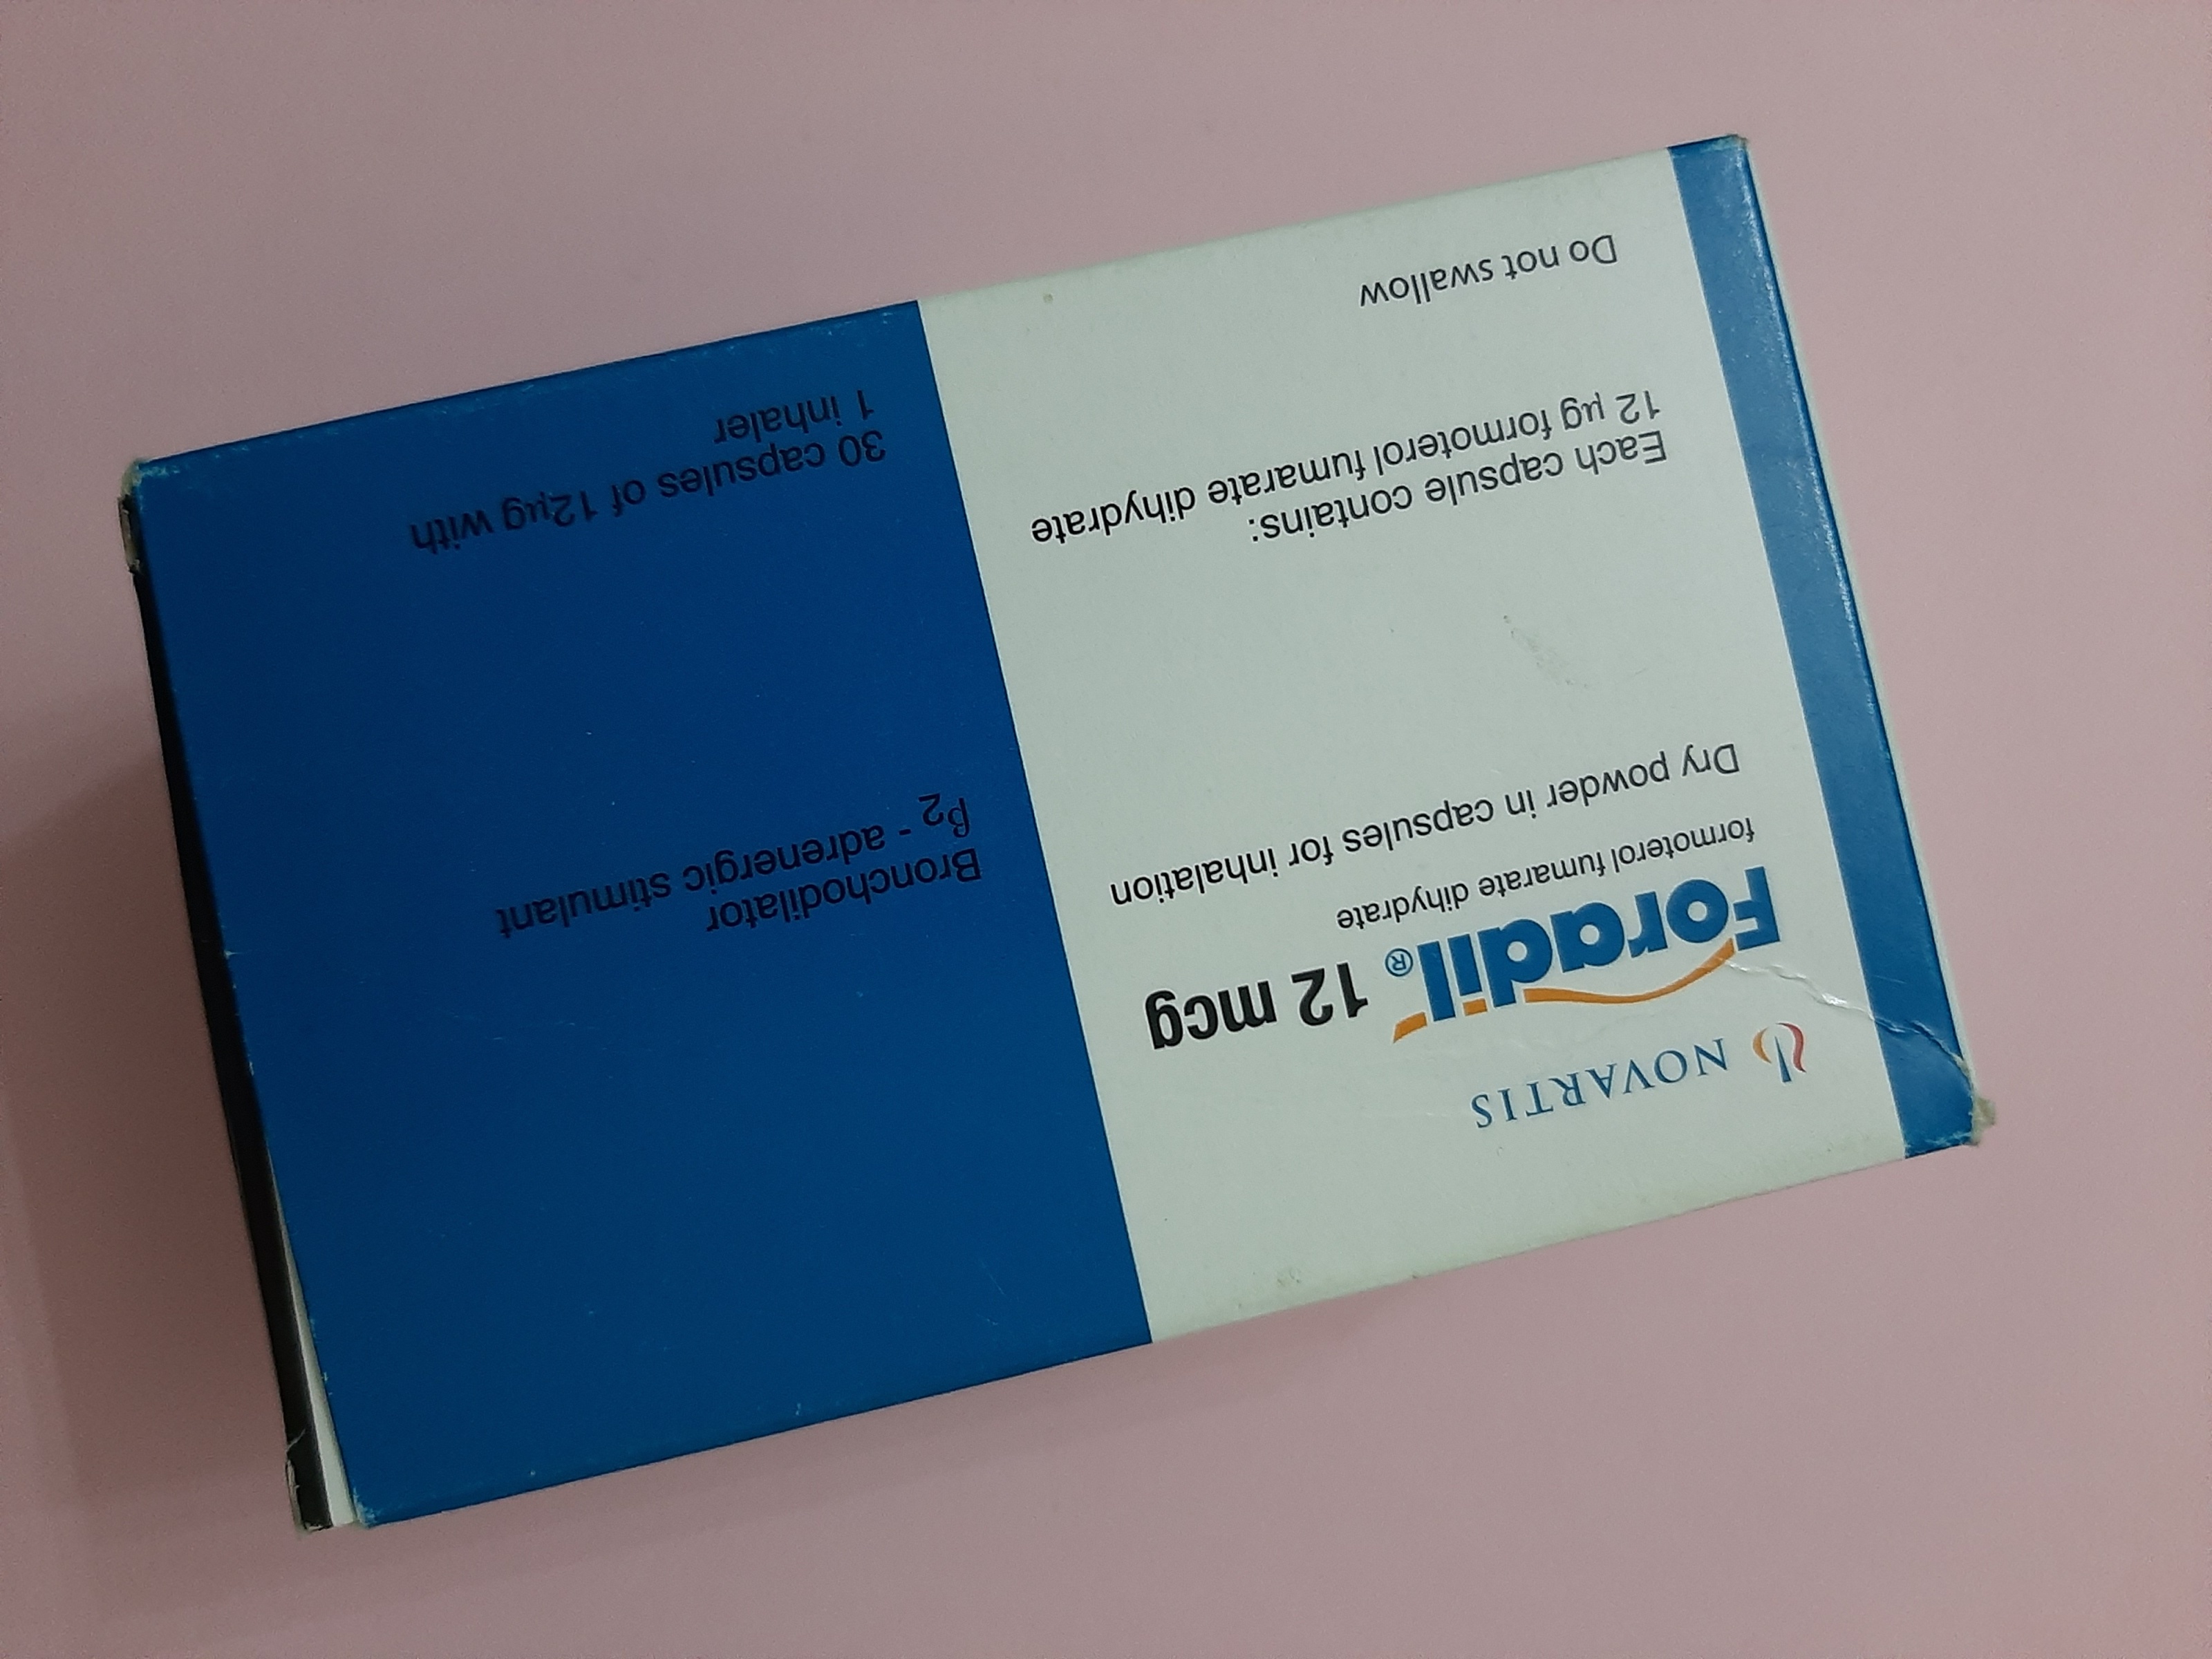 NOVARTIS
Foradil® 12 mcg
formoterol fumarate dihydrate
Dry powder in capsules for inhalation
Each capsule contains:
12 µg formoterol fumarate dihydrate
Do not swallow
Bronchodilator
β2 - adrenergic stimulant
30 capsules of 12µg with
1 inhaler